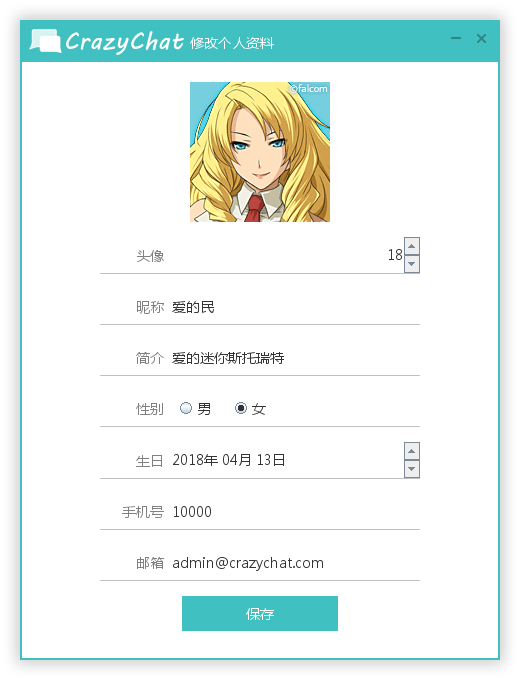 CrazyChat 修改个人资料
©falcom
头像 18
昵称 爱的民
简介 爱的迷你斯托瑞特
性别 男 女
生日 2018年 04月 13日
手机号 10000
邮箱 admin@crazychat.com
保存